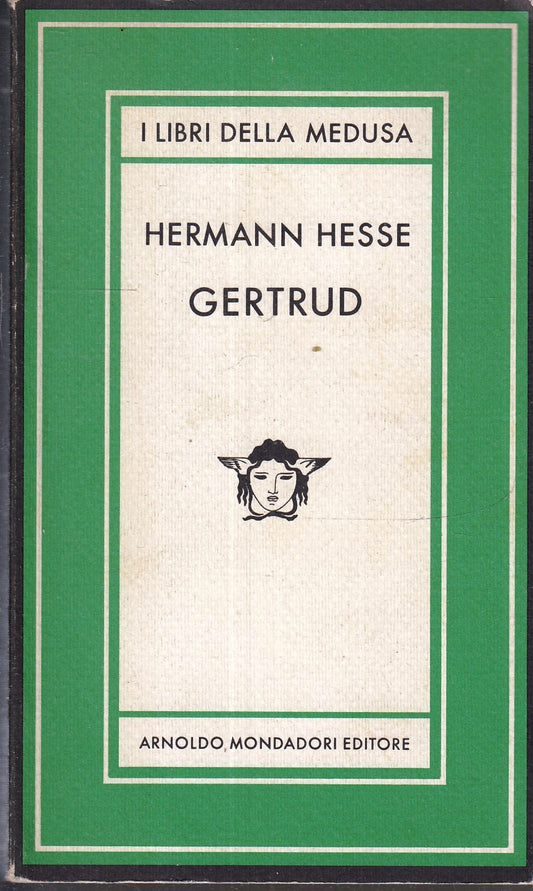 I LIBRI DELLA MEDUSA
HERMANN HESSE
GERTRUD
ARNOLDO MONDADORI EDITORE